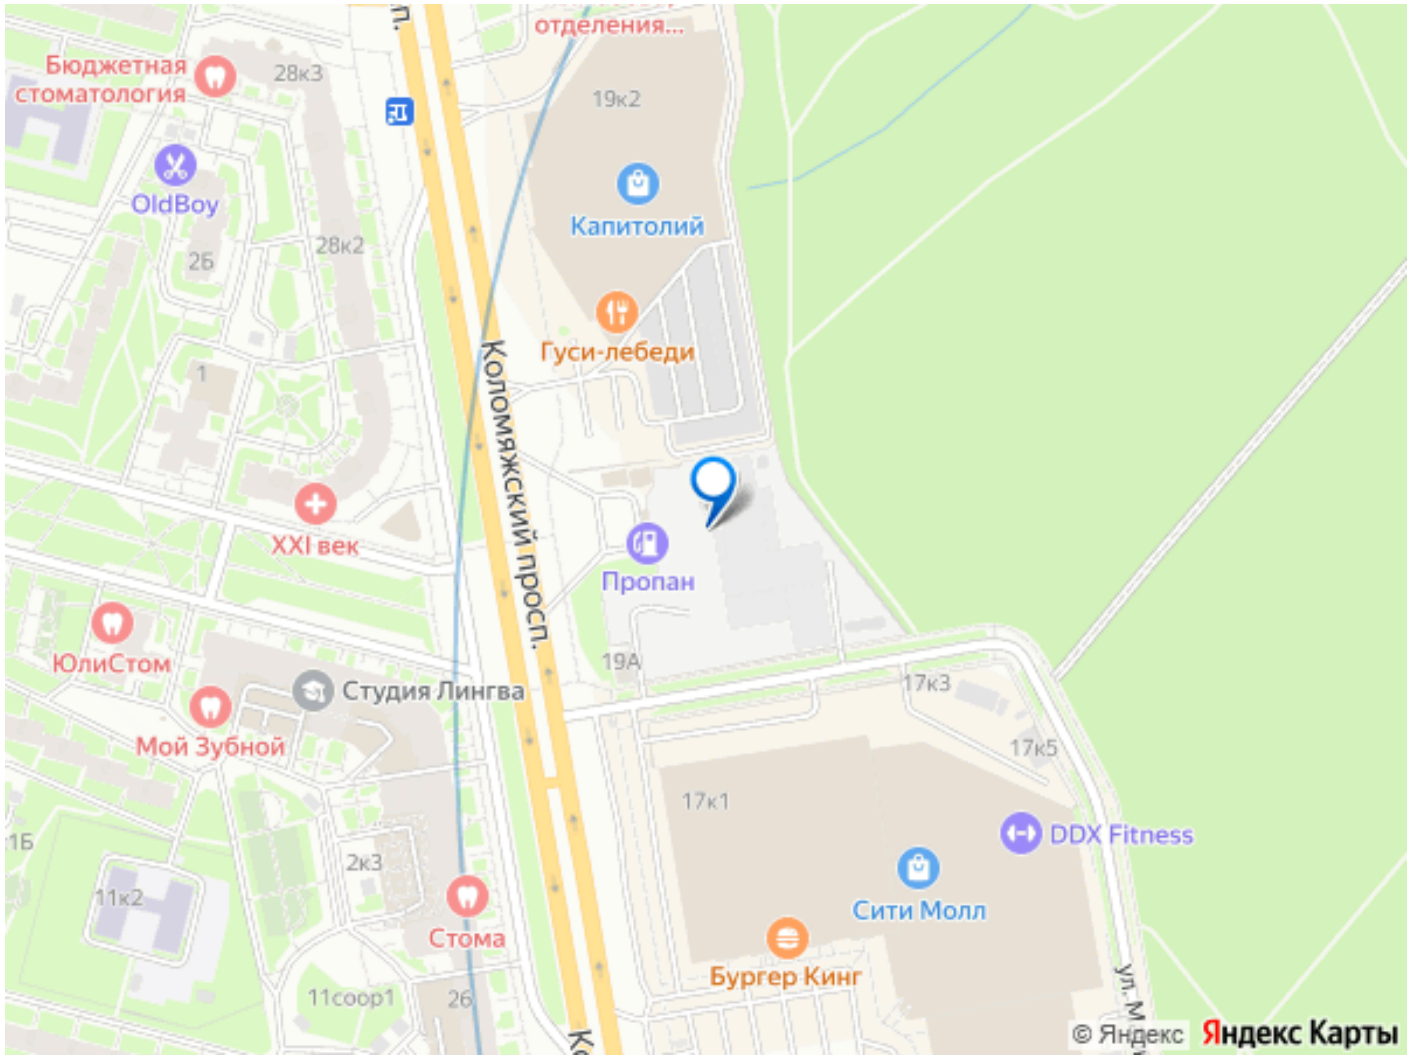 п.
отделения...
Бюджетная
стоматология
28к3
19к2
OldBoy
28к2
2Б
Капитолий
Гуси-лебеди
Коломяжский просп.
1
XXI век
Пропан
ЮлиСтом
19А
Студия Лингва
17к3
Мой Зубной
17к5
17к1
DDX Fitness
1Б
2к3
11к2
Сити Молл
Стома
Бургер Кинг
11соор1
26
ул. М
Ко
© Яндекс
Яндекс Карты